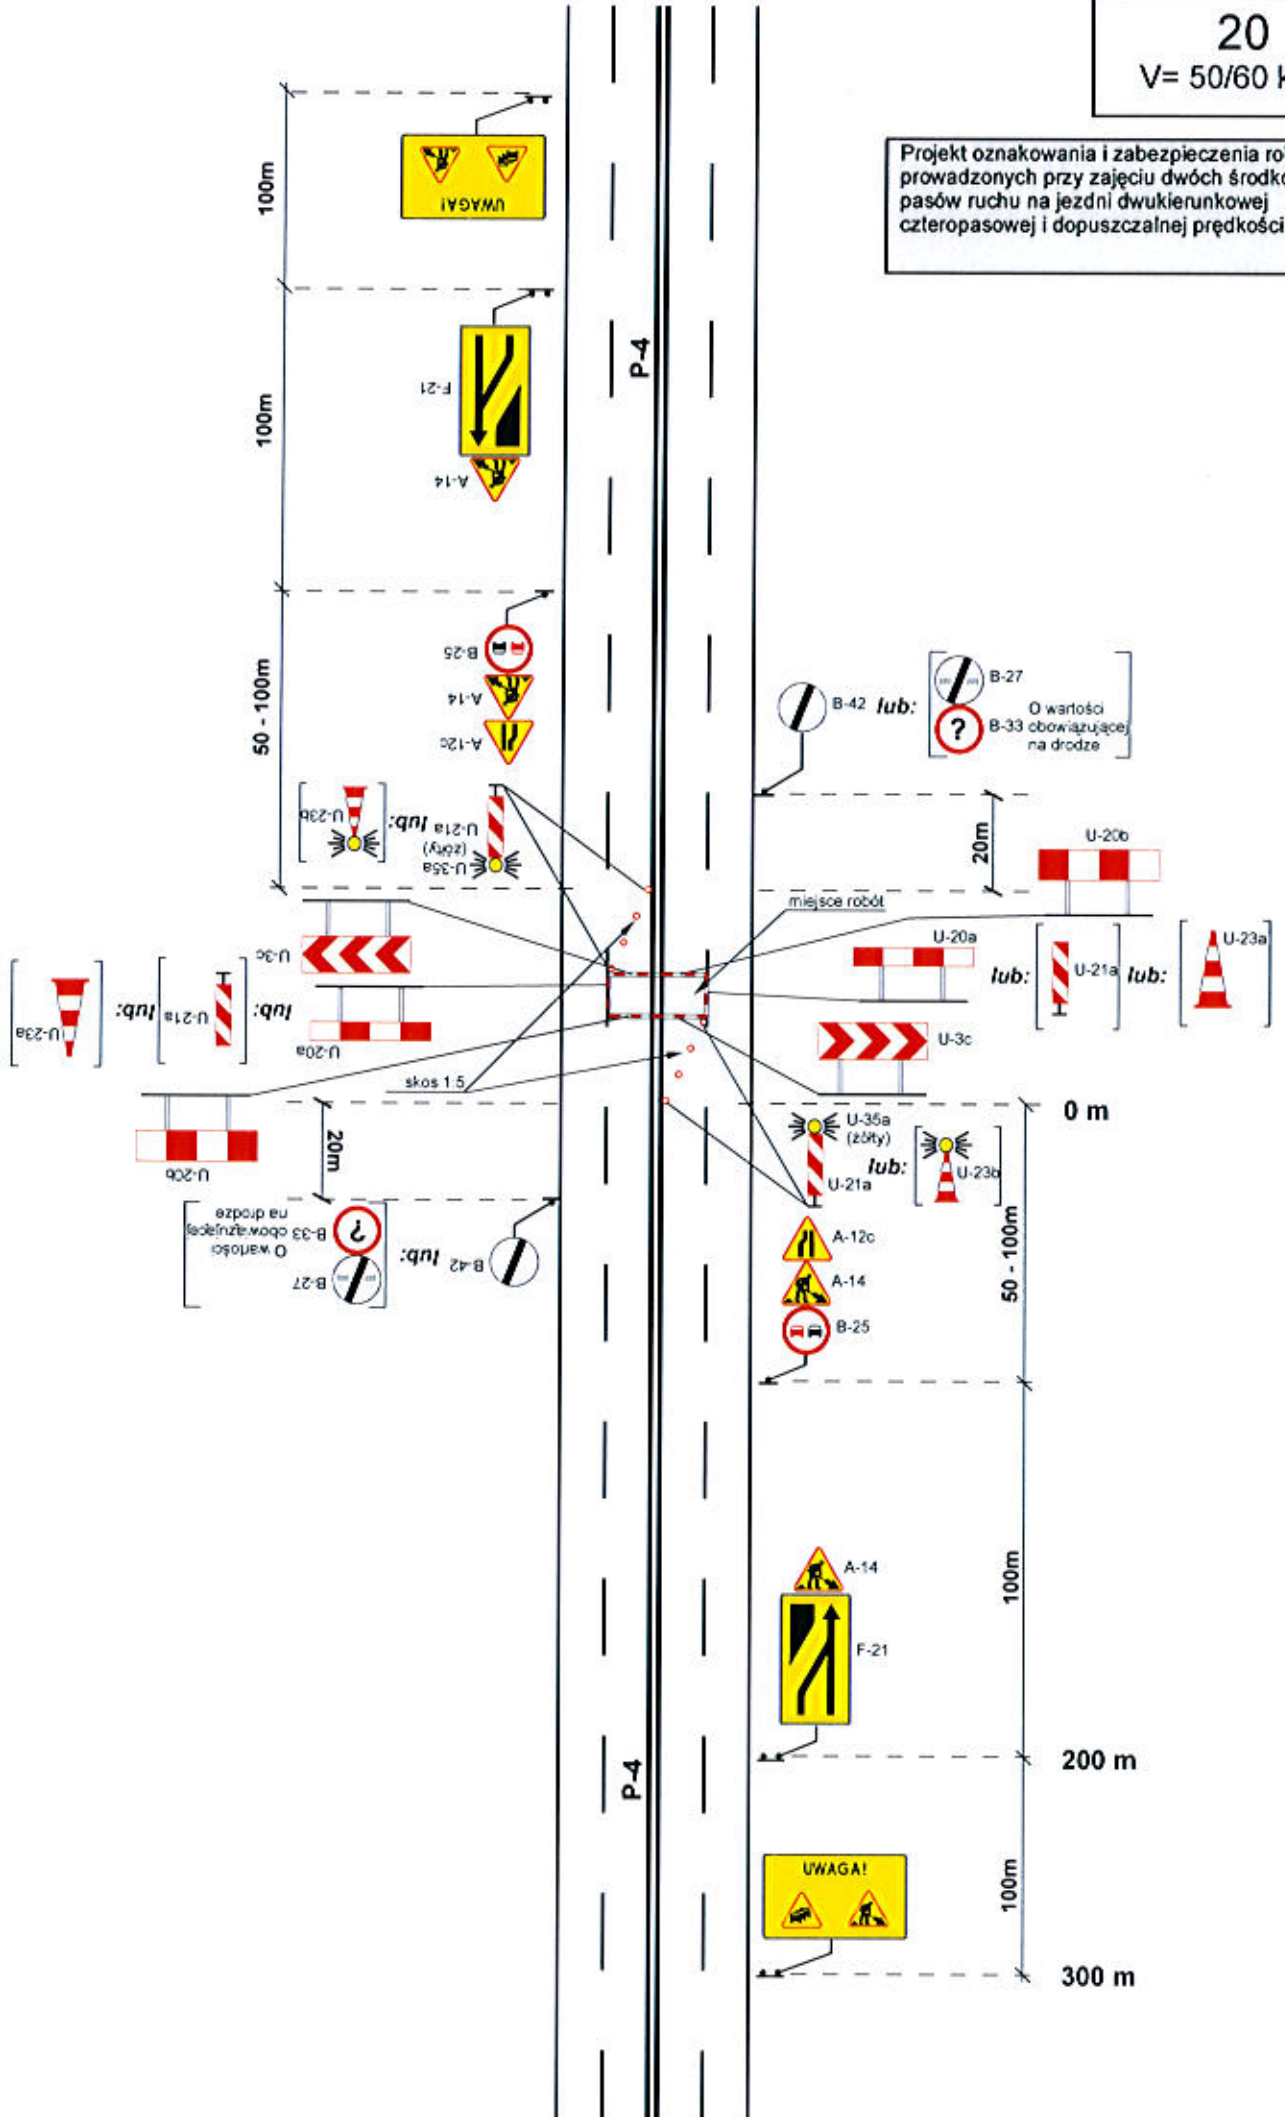 20
V= 50/60
Projekt oznakowania i zabezpieczenia
prowadzonych przy zajęciu dwóch
pasów ruchu na jezdni dwukierunkowej
czteropasowej i dopuszczalnej prędkości
100m
UWAGA!
100m
F-21
A-14
P-4
50 - 100m
B-25
A-14
A-12c
B-42 lub: B-27
B-33 O wartości
obowiązującej
na drodze
U-23b lub: U-21a
(żółty)
U-35a
20m
U-20b
miejsce robót
U-3c
U-20a
lub: U-21a lub: U-23a
U-23a lub: U-21a lub:
U-20a
U-3c
skos 1:5
0 m
U-20b
20m
U-35a
(żółty)
U-21a
lub: U-23b
O wartości
obowiązującej
na drodze
B-33
B-27
lub: B-42
A-12c
A-14
B-25
50 - 100m
A-14
F-21
100m
200 m
P-4
UWAGA!
100m
300 m